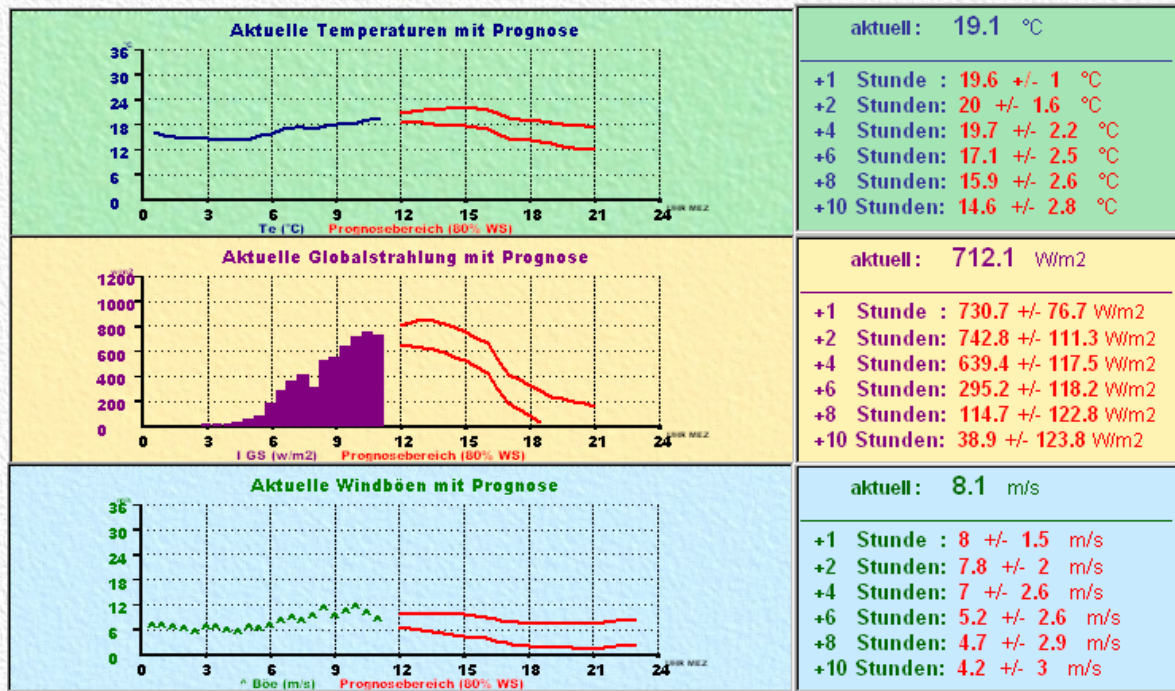 Aktuelle Temperaturen mit Prognose
°C
36
30
24
18
12
6
0
0 3 6 9 12 15 18 21 24 UHR MEZ
Te (°C) Prognosebereich (80% WS)
aktuell : 19.1 °C
+1 Stunde : 19.6 +/- 1 °C
+2 Stunden: 20 +/- 1.6 °C
+4 Stunden: 19.7 +/- 2.2 °C
+6 Stunden: 17.1 +/- 2.5 °C
+8 Stunden: 15.9 +/- 2.6 °C
+10 Stunden: 14.6 +/- 2.8 °C
Aktuelle Globalstrahlung mit Prognose
w/m2
1200
1000
800
600
400
200
0
0 3 6 9 12 15 18 21 24 UHR MEZ
I GS (w/m2) Prognosebereich (80% WS)
aktuell : 712.1 W/m2
+1 Stunde : 730.7 +/- 76.7 W/m2
+2 Stunden: 742.8 +/- 111.3 W/m2
+4 Stunden: 639.4 +/- 117.5 W/m2
+6 Stunden: 295.2 +/- 118.2 W/m2
+8 Stunden: 114.7 +/- 122.8 W/m2
+10 Stunden: 38.9 +/- 123.8 W/m2
Aktuelle Windböen mit Prognose
m/s
36
30
24
18
12
6
0
0 3 6 9 12 15 18 21 24 UHR MEZ
^ Böe (m/s) Prognosebereich (80% WS)
aktuell : 8.1 m/s
+1 Stunde : 8 +/- 1.5 m/s
+2 Stunden: 7.8 +/- 2 m/s
+4 Stunden: 7 +/- 2.6 m/s
+6 Stunden: 5.2 +/- 2.6 m/s
+8 Stunden: 4.7 +/- 2.9 m/s
+10 Stunden: 4.2 +/- 3 m/s